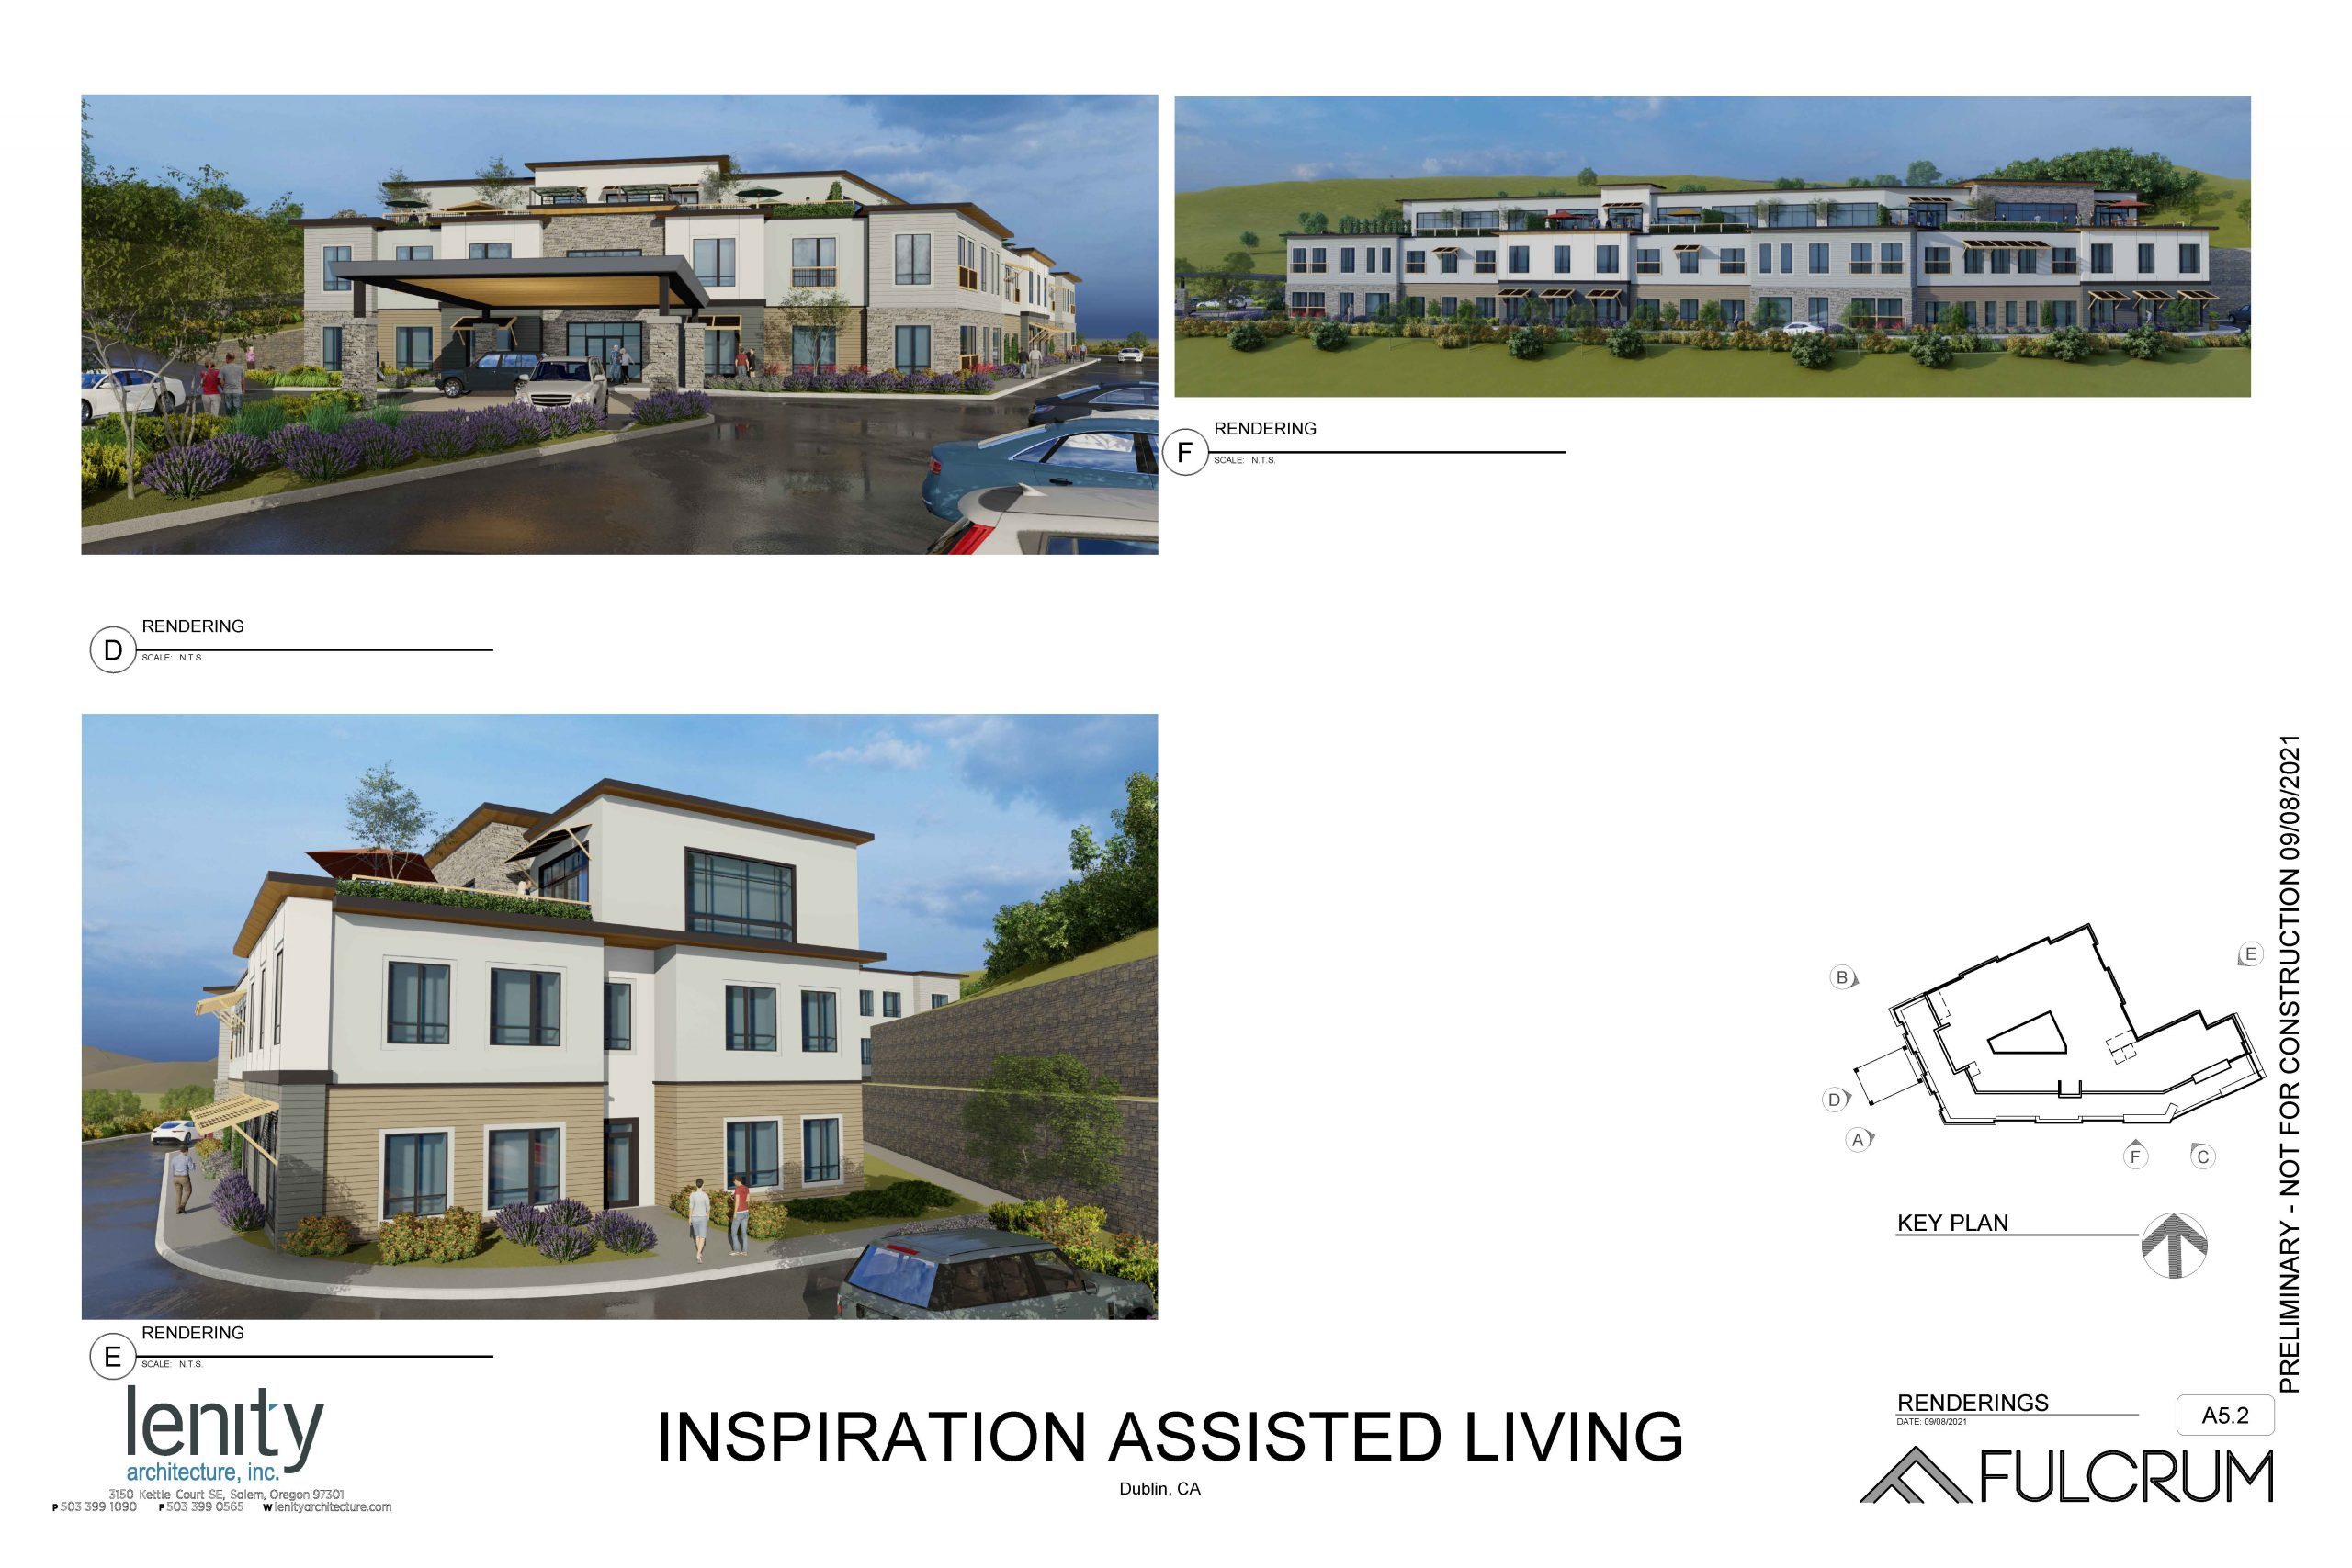 F
RENDERING
SCALE: N.T.S.
D
RENDERING
SCALE: N.T.S.
E
RENDERING
SCALE: N.T.S.
B
E
D
A
F
C
KEY PLAN
PRELIMINARY - NOT FOR CONSTRUCTION 09/08/2021
lenity
architecture, inc.
3150 Kettle Court SE, Salem, Oregon 97301
P 503 399 1090 F 503 399 0565 W lenityarchitecture.com
INSPIRATION ASSISTED LIVING
Dublin, CA
RENDERINGS
DATE: 09/08/2021
A5.2
FULCRUM